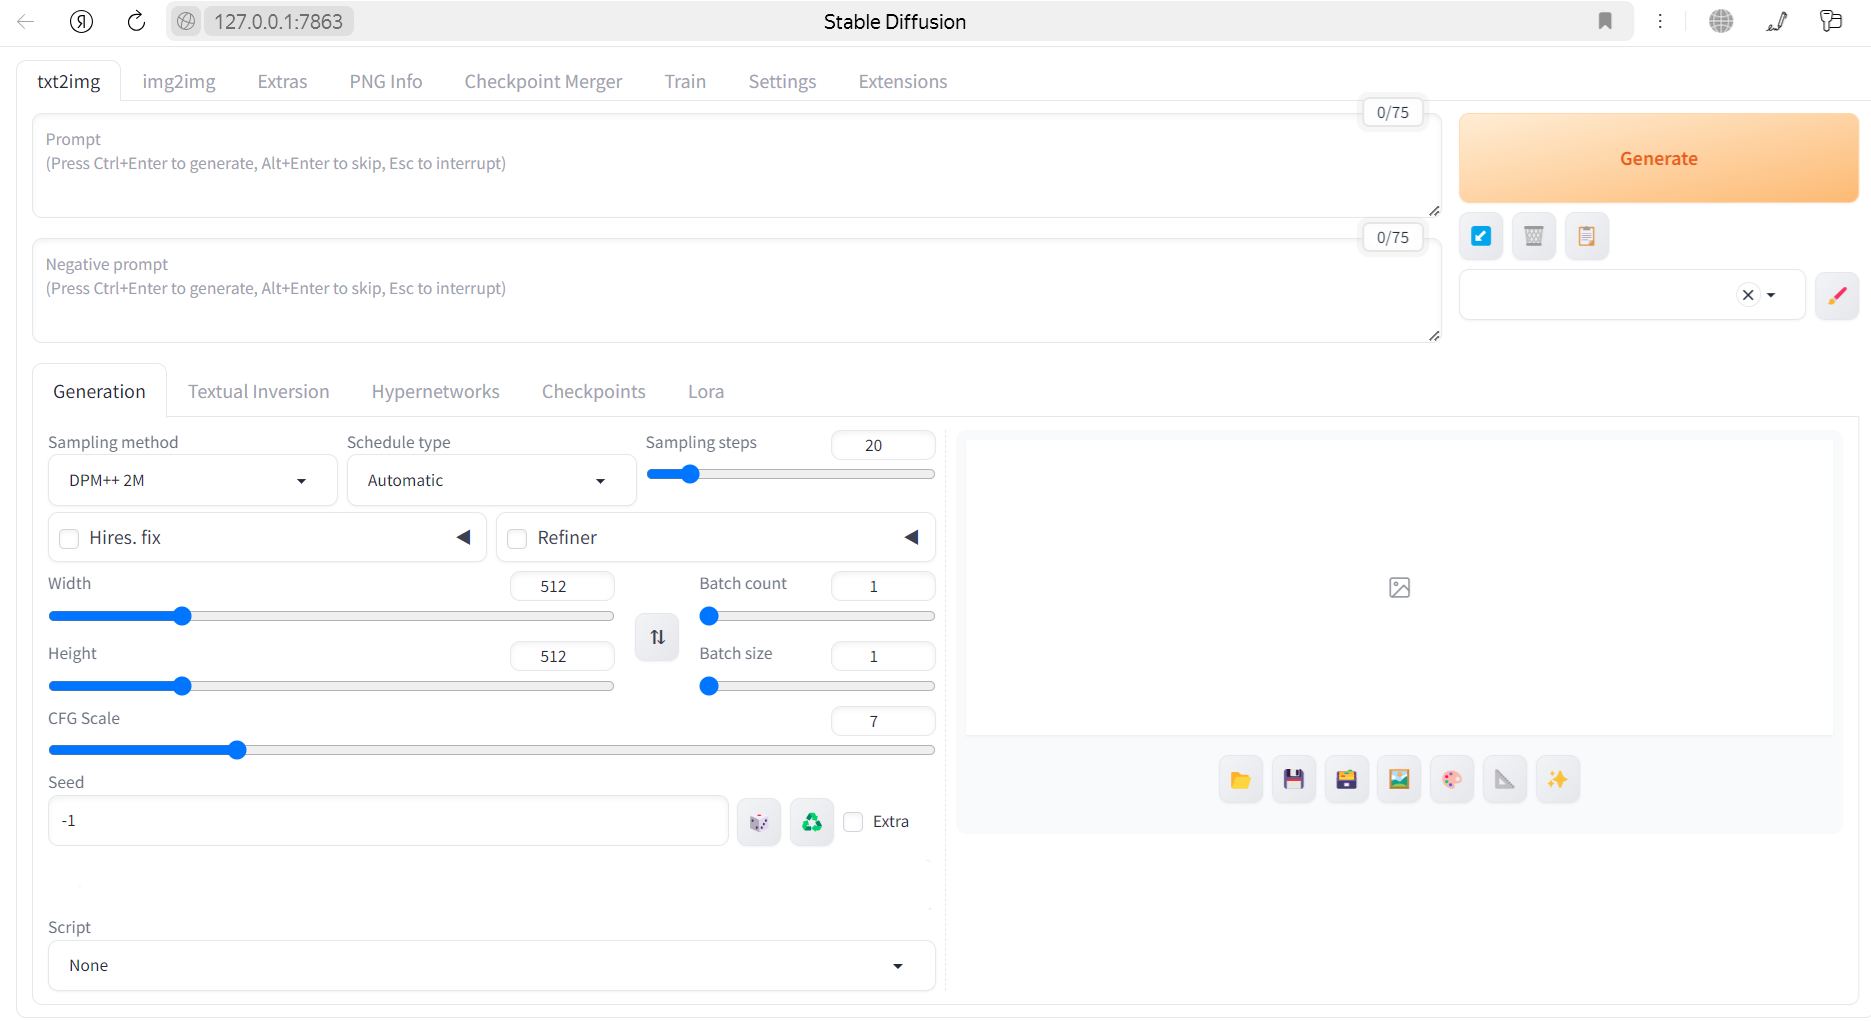 127.0.0.1:7863
Stable Diffusion
txt2img img2img Extras PNG Info Checkpoint Merger Train Settings Extensions
0/75
Prompt
(Press Ctrl+Enter to generate, Alt+Enter to skip, Esc to interrupt)
Generate
0/75
Negative prompt
(Press Ctrl+Enter to generate, Alt+Enter to skip, Esc to interrupt)
Generation Textual Inversion Hypernetworks Checkpoints Lora
Sampling method Schedule type Sampling steps 20
DPM++ 2M Automatic
Hires. fix Refiner
Width 512 Batch count 1
Height 512 Batch size 1
CFG Scale 7
Seed
-1 Extra
Script
None